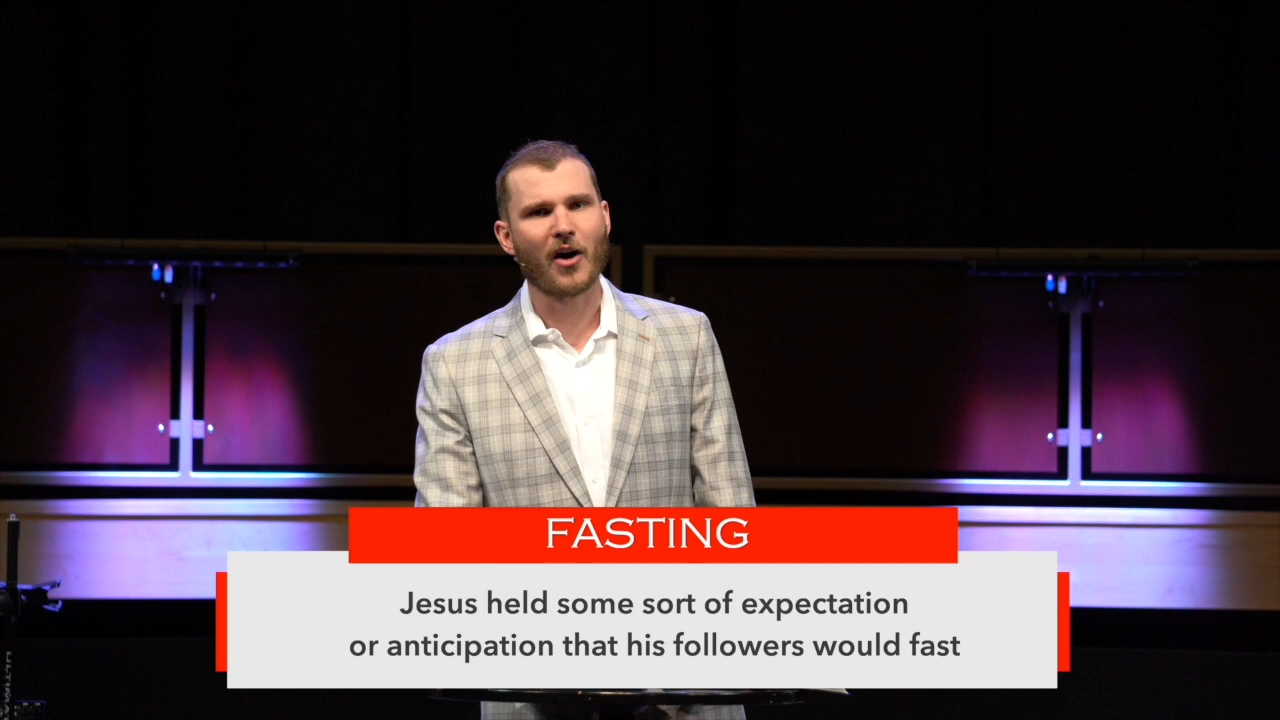 FASTING
Jesus held some sort of expectation
or anticipation that his followers would fast